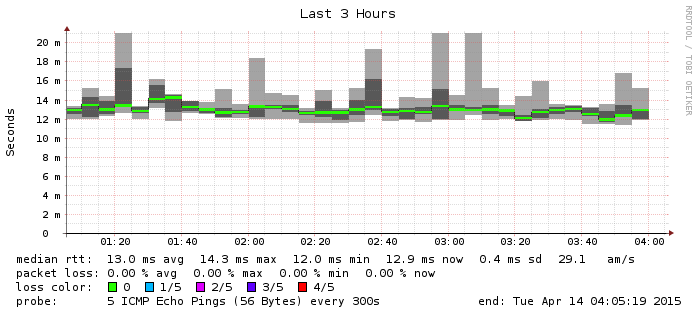 Last 3 Hours
RRDTOOL / TOBI OETIKER
Seconds
20 m
18 m
16 m
14 m
12 m
10 m
8 m
6 m
4 m
2 m
0
01:20 01:40 02:00 02:20 02:40 03:00 03:20 03:40 04:00
median rtt: 13.0 ms avg 14.3 ms max 12.0 ms min 12.9 ms now 0.4 ms sd 29.1 am/s
packet loss: 0.00 % avg 0.00 % max 0.00 % min 0.00 % now
loss color: 0 1/5 2/5 3/5 4/5
probe: 5 ICMP Echo Pings (56 Bytes) every 300s end: Tue Apr 14 04:05:19 2015